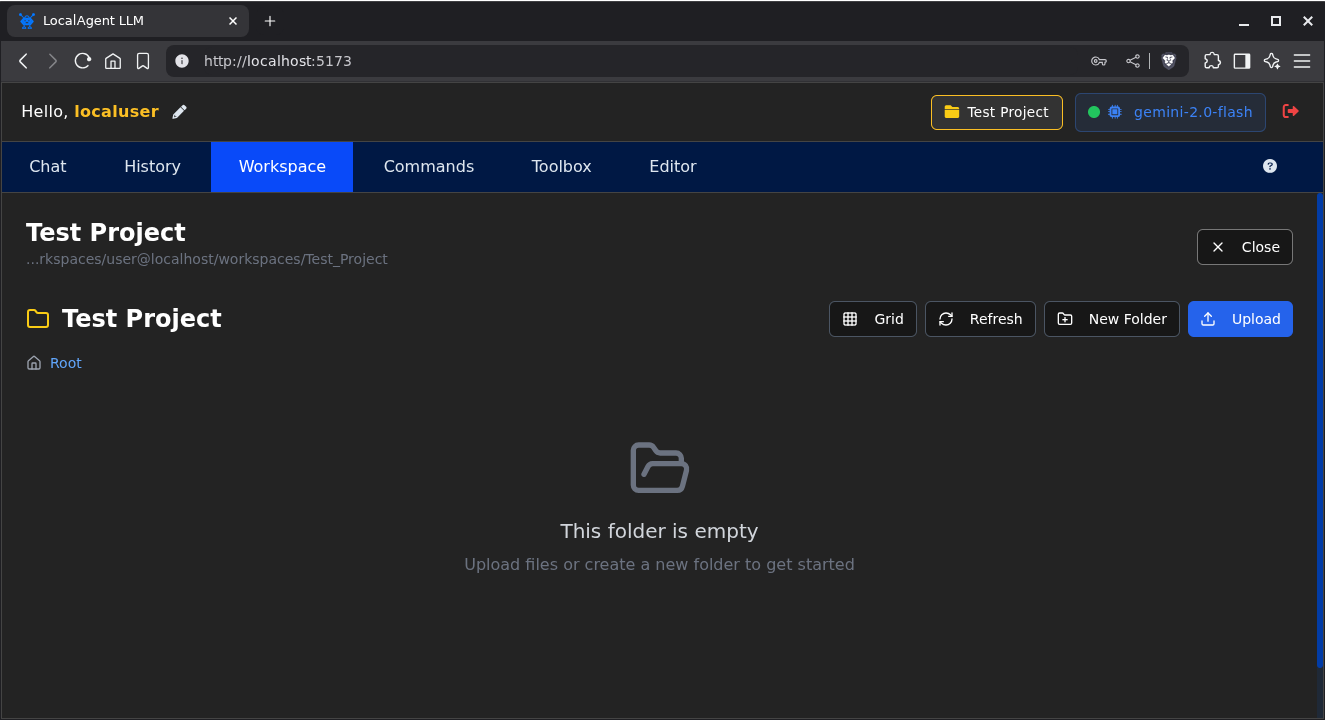 LocalAgent LLM
http://localhost:5173
Hello, localuser
Test Project
gemini-2.0-flash
Chat History Workspace Commands Toolbox Editor
Test Project
...rkspaces/user@localhost/workspaces/Test_Project
Close
Test Project
Grid Refresh New Folder Upload
Root
This folder is empty
Upload files or create a new folder to get started